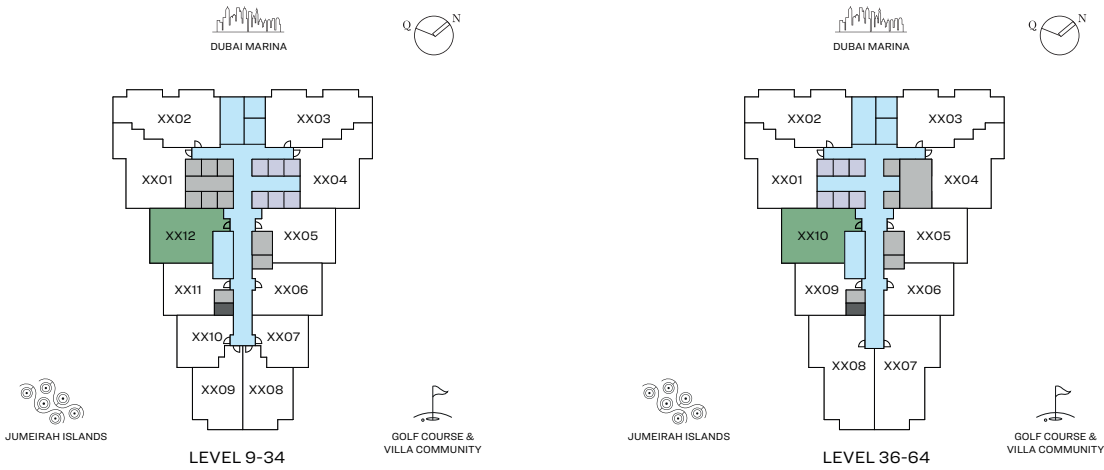 DUBAI MARINA
Q N
XX02 XX03
XX01 XX04
XX12 XX05
XX11 XX06
XX10 XX07
XX09 XX08
JUMEIRAH ISLANDS
GOLF COURSE &
VILLA COMMUNITY
LEVEL 9-34
DUBAI MARINA
Q N
XX02 XX03
XX01 XX04
XX10 XX05
XX09 XX06
XX08 XX07
JUMEIRAH ISLANDS
GOLF COURSE &
VILLA COMMUNITY
LEVEL 36-64